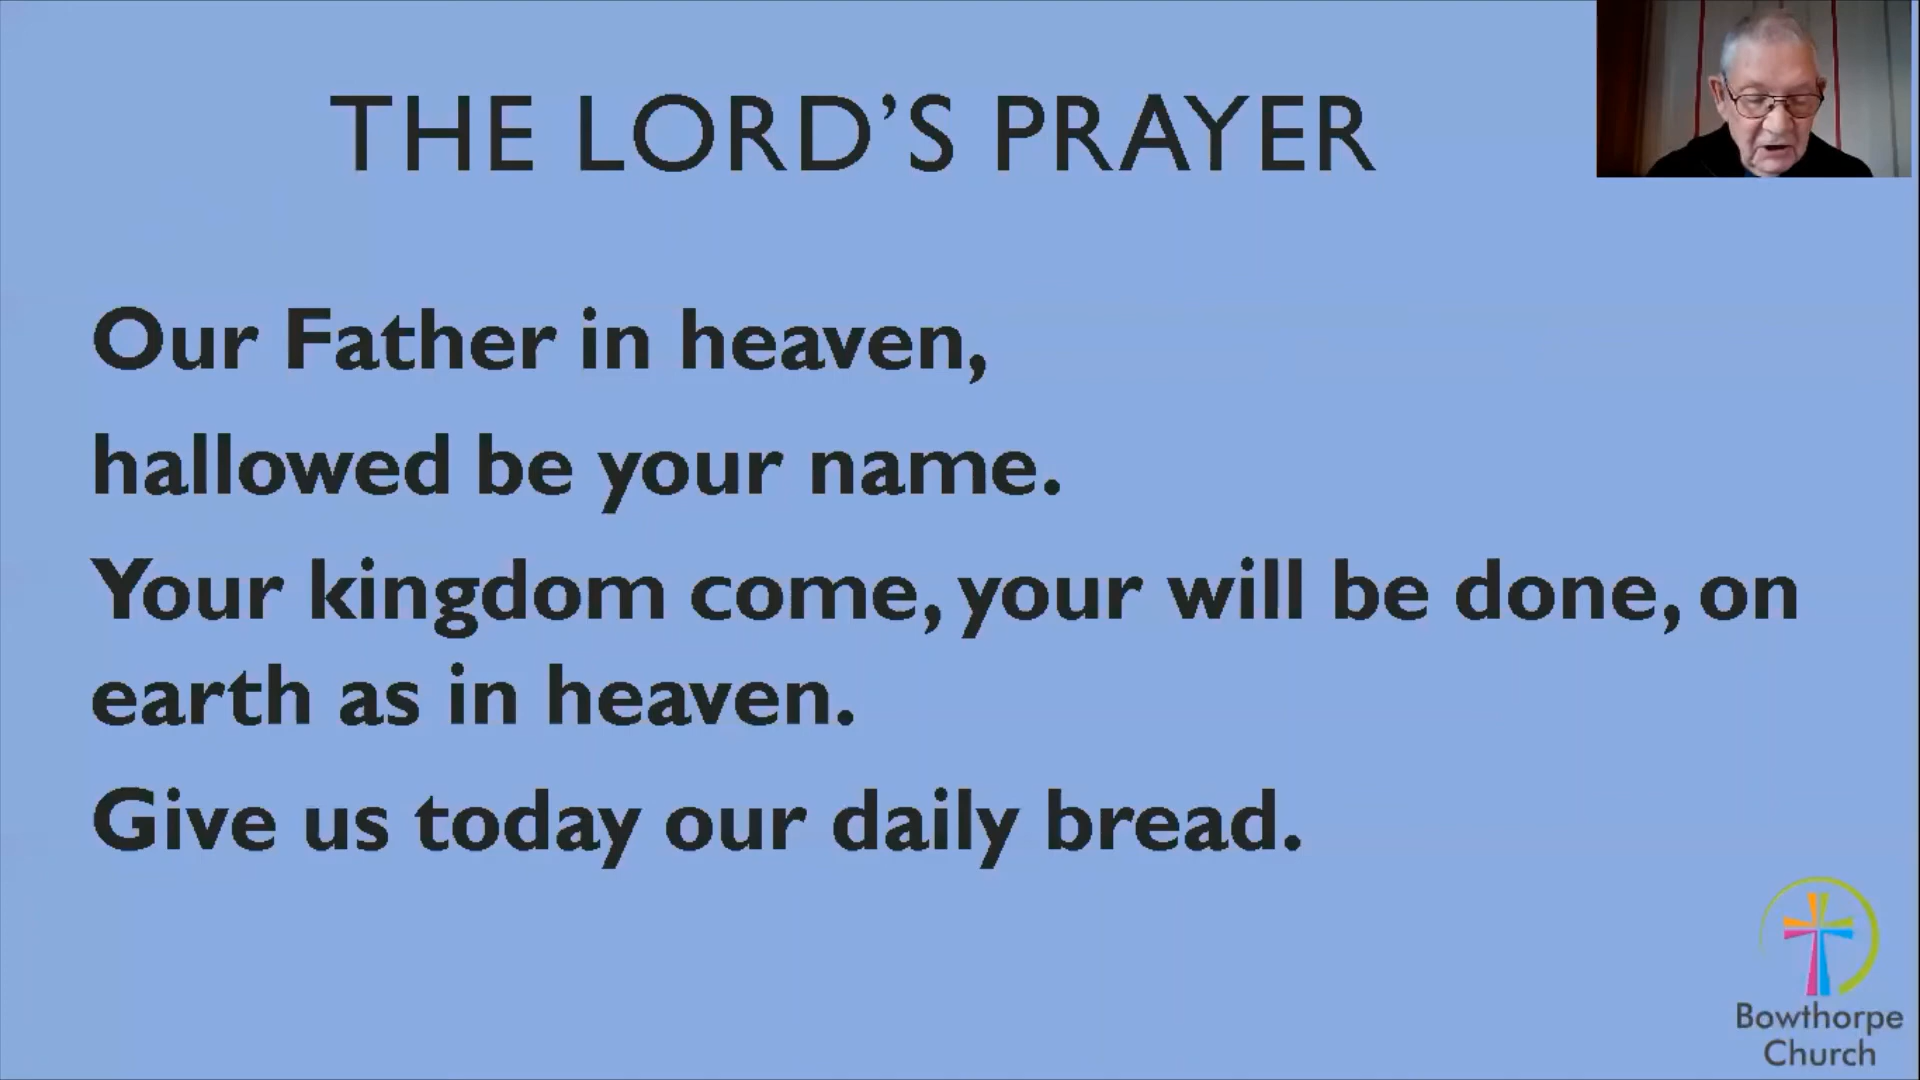 THE LORD’S PRAYER
Our Father in heaven,
hallowed be your name.
Your kingdom come, your will be done, on
earth as in heaven.
Give us today our daily bread.
Bowthorpe
Church